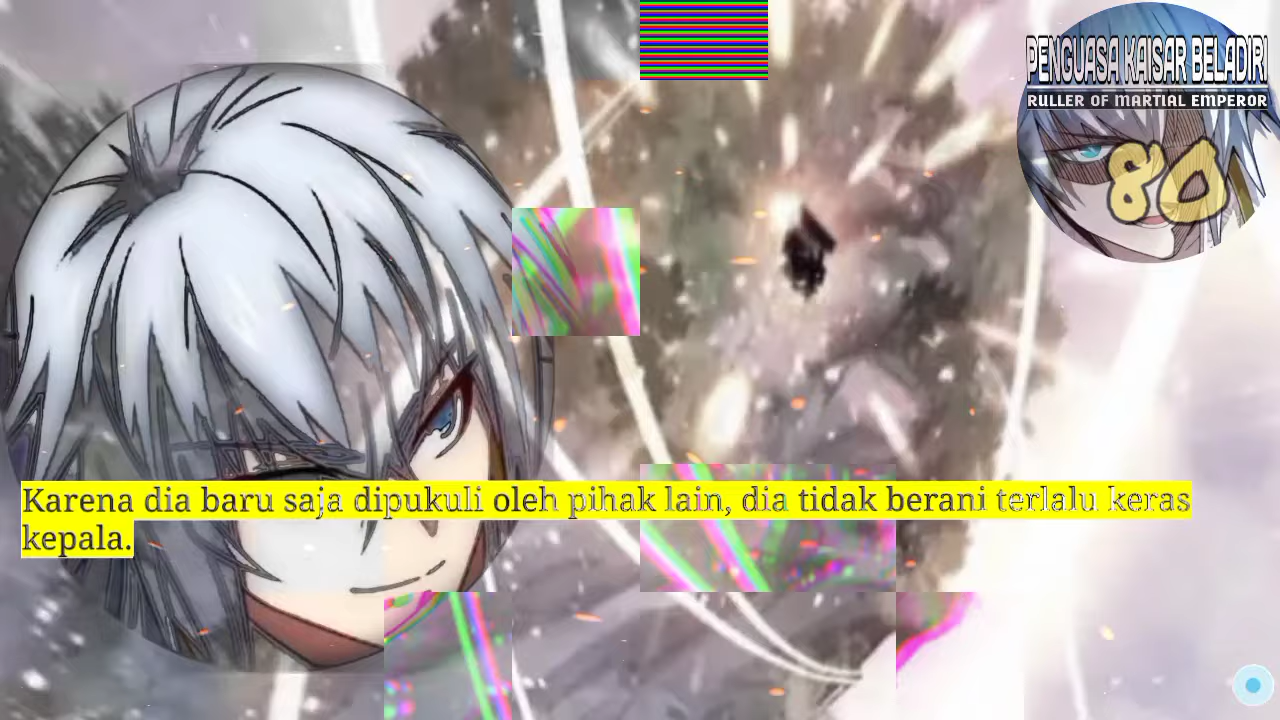 PENGUASA KAISAR BELADIRI
RULLER OF MARTIAL EMPEROR
80
Karena dia baru saja dipukuli oleh pihak lain, dia tidak berani terlalu keras
kepala.